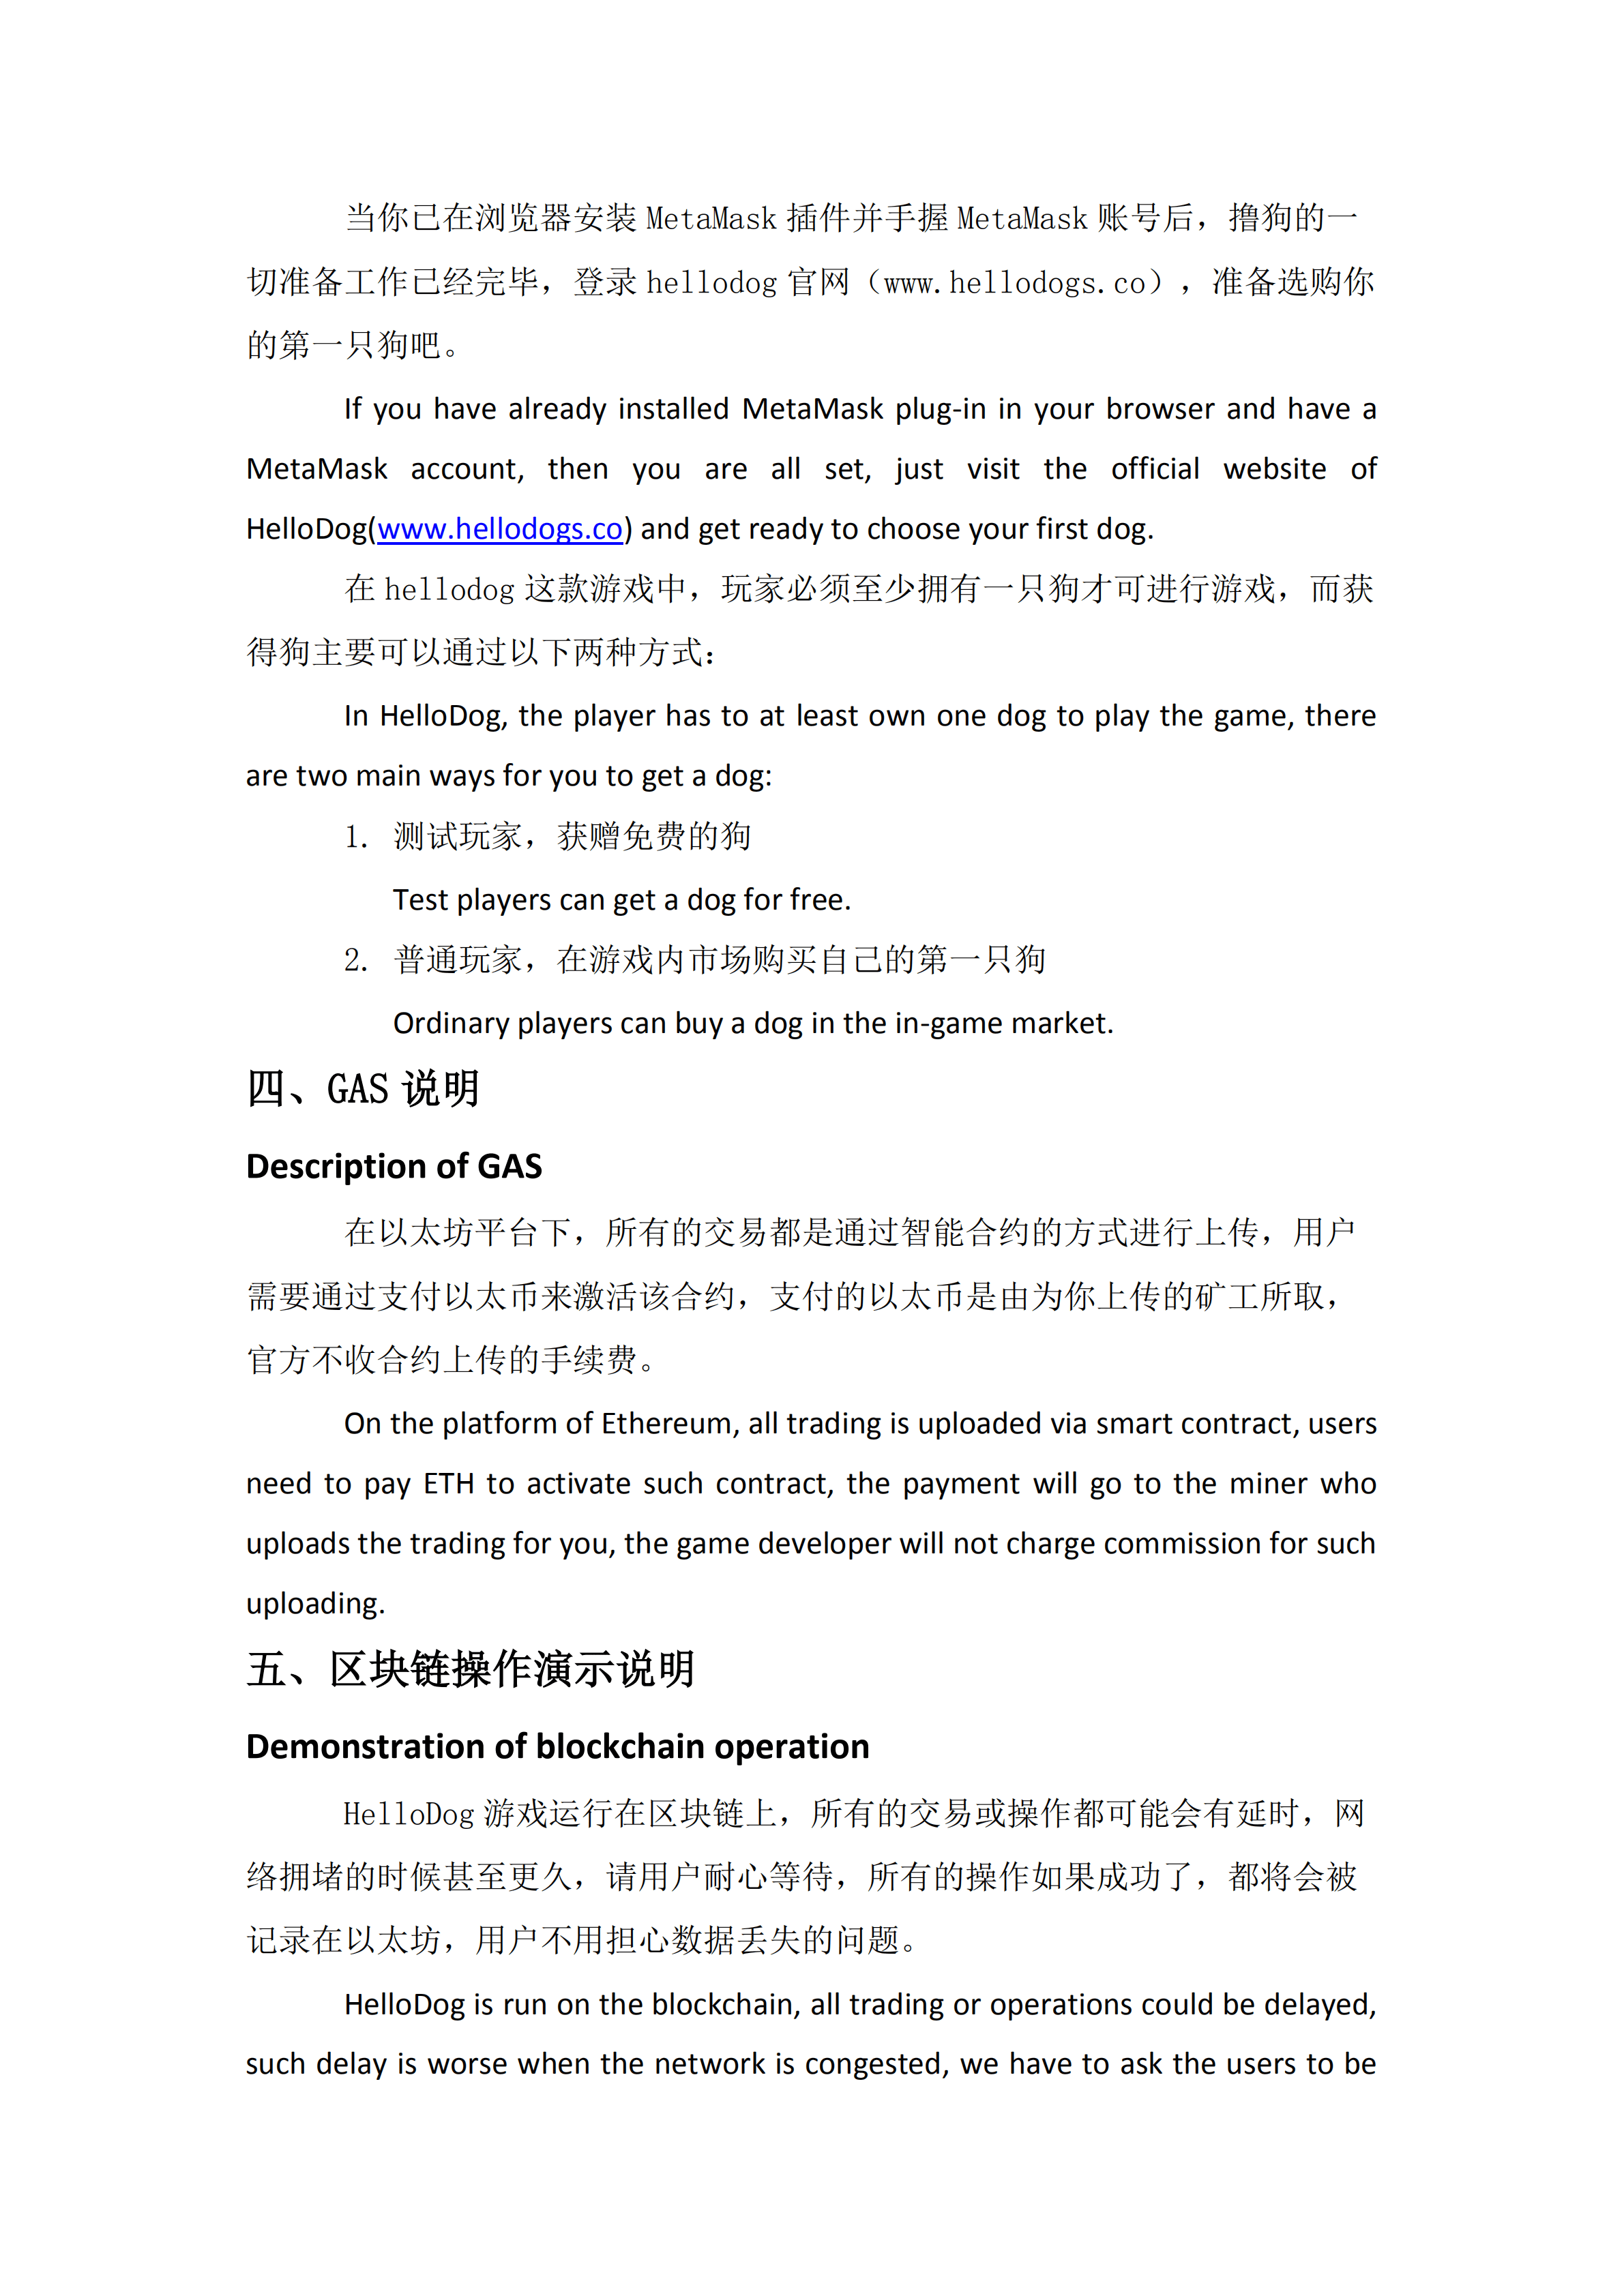 当你已在浏览器安装 MetaMask 插件并手握 MetaMask 账号后，撸狗的一
切准备工作已经完毕，登录 hellodog 官网（www.hellodogs.co），准备选购你
的第一只狗吧。
If you have already installed MetaMask plug-in in your browser and have a
MetaMask account, then you are all set, just visit the official website of
HelloDog(www.hellodogs.co) and get ready to choose your first dog.
在 hellodog 这款游戏中，玩家必须至少拥有一只狗才可进行游戏，而获
得狗主要可以通过以下两种方式：
In HelloDog, the player has to at least own one dog to play the game, there
are two main ways for you to get a dog:
1. 测试玩家，获赠免费的狗
Test players can get a dog for free.
2. 普通玩家，在游戏内市场购买自己的第一只狗
Ordinary players can buy a dog in the in-game market.
四、GAS 说明
Description of GAS
在以太坊平台下，所有的交易都是通过智能合约的方式进行上传，用户
需要通过支付以太币来激活该合约，支付的以太币是由为你上传的矿工所取，
官方不收合约上传的手续费。
On the platform of Ethereum, all trading is uploaded via smart contract, users
need to pay ETH to activate such contract, the payment will go to the miner who
uploads the trading for you, the game developer will not charge commission for such
uploading.
五、区块链操作演示说明
Demonstration of blockchain operation
HelloDog 游戏运行在区块链上，所有的交易或操作都可能会有延时，网
络拥堵的时候甚至更久，请用户耐心等待，所有的操作如果成功了，都将会被
记录在以太坊，用户不用担心数据丢失的问题。
HelloDog is run on the blockchain, all trading or operations could be delayed,
such delay is worse when the network is congested, we have to ask the users to be